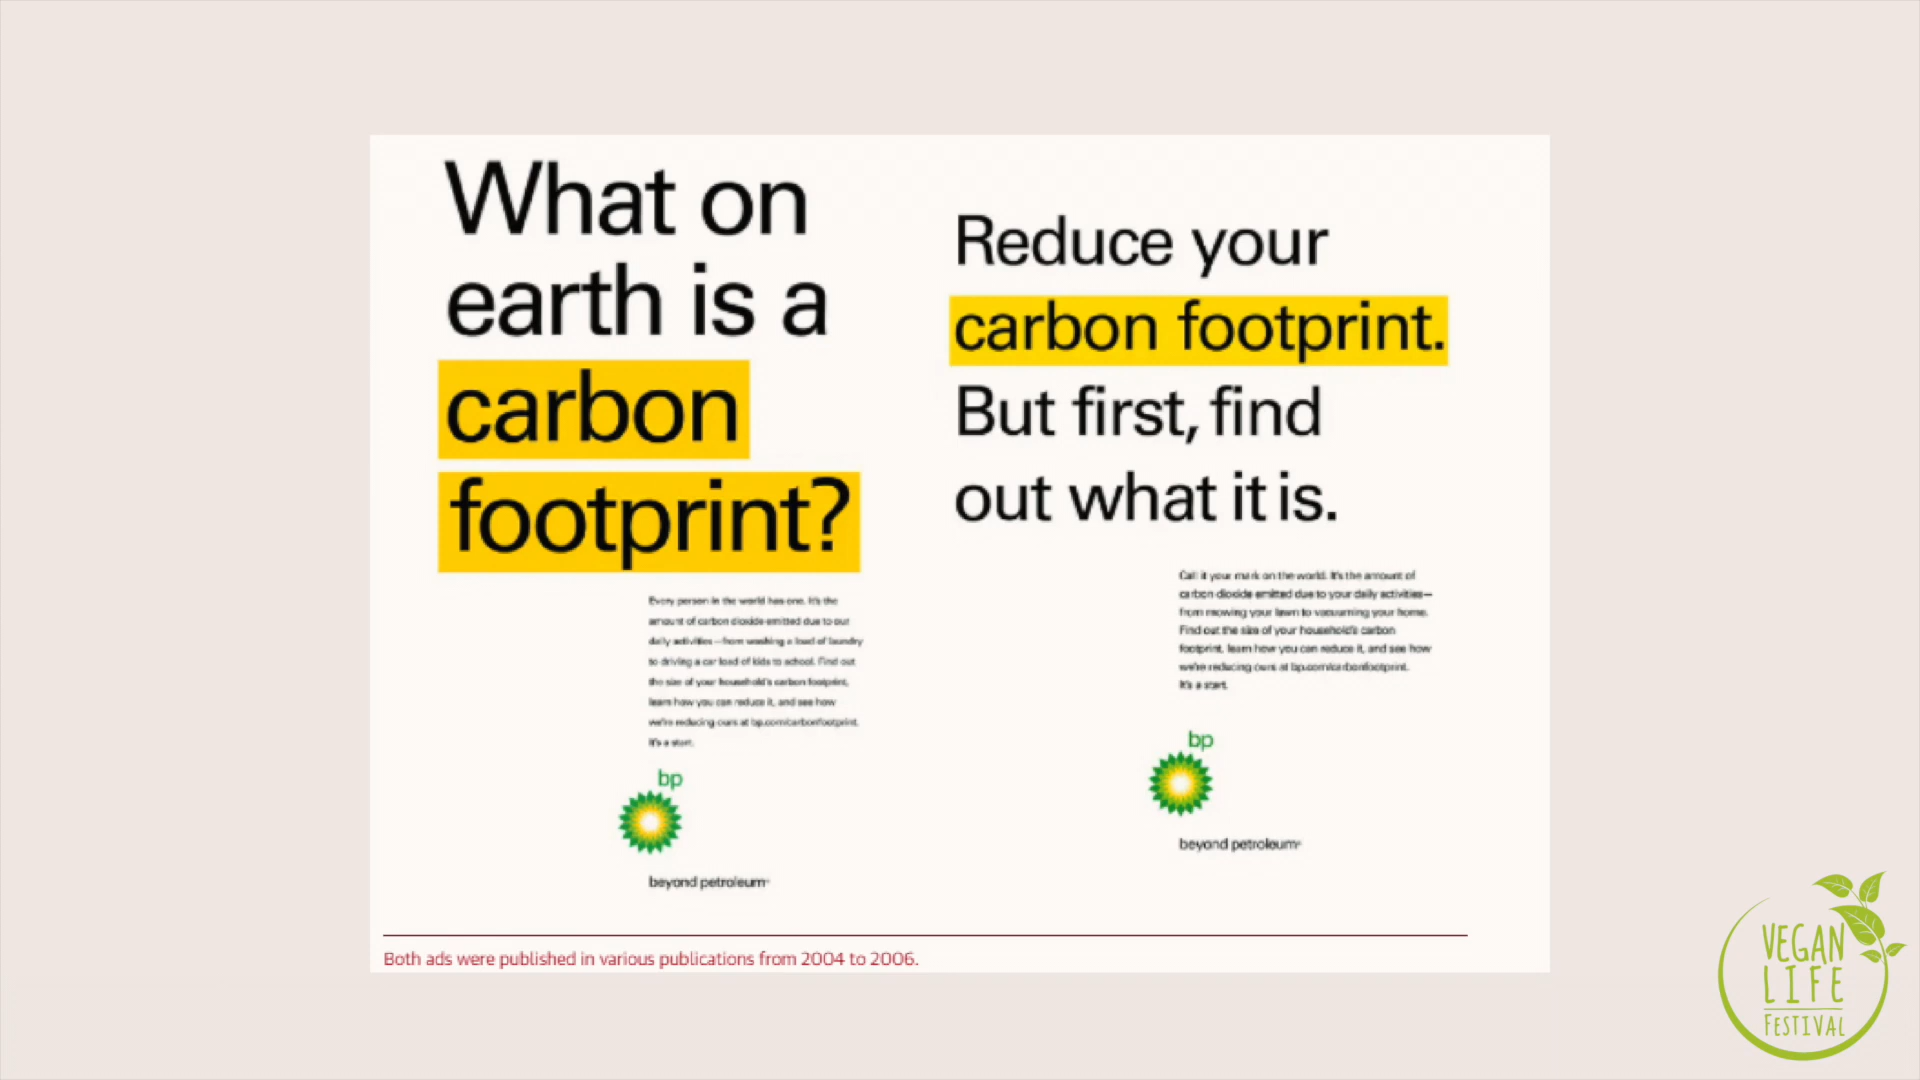 What on
earth is a
carbon
footprint?
Every person in the world has one. It's the
amount of carbon dioxide emitted due to our
daily activities—from washing a load of laundry
to driving a car load of kids to school. Find out
the size of your household's carbon footprint,
learn how you can reduce it, and see how
we're reducing ours at bp.com/carbonfootprint.
It's a start.
bp
beyond petroleum®
Reduce your
carbon footprint.
But first, find
out what it is.
Call it your mark on the world. It's the amount of
carbon dioxide emitted due to your daily activities—
from mowing your lawn to vacuuming your home.
Find out the size of your household's carbon
footprint, learn how you can reduce it, and see how
we're reducing ours at bp.com/carbonfootprint.
It's a start.
bp
beyond petroleum®
Both ads were published in various publications from 2004 to 2006.
VEGAN
LIFE
FESTIVAL